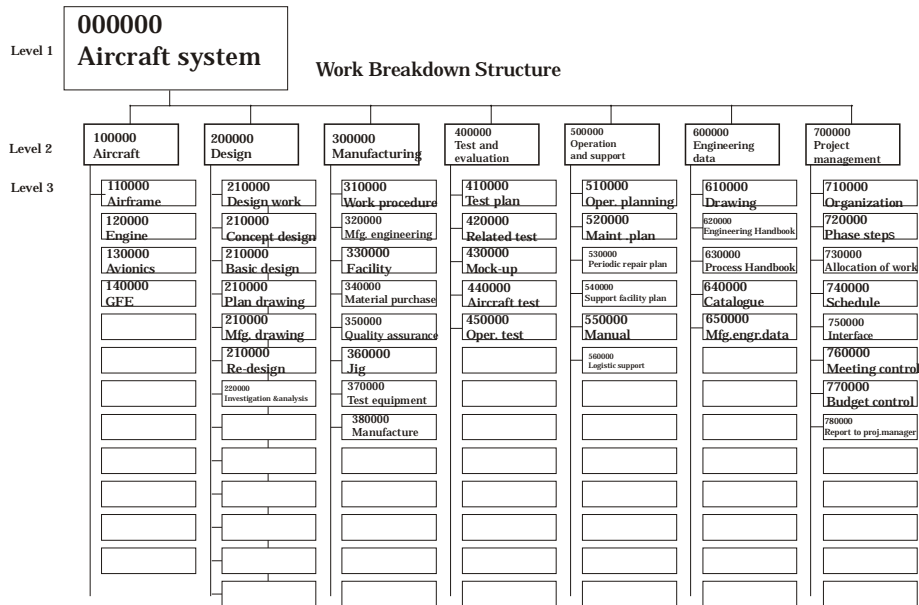 000000
Aircraft system
Level 1
Work Breakdown Structure
Level 2
100000
Aircraft
200000
Design
300000
Manufacturing
400000
Test and
evaluation
500000
Operation
and support
600000
Engineering
data
700000
Project
management
Level 3
110000
Airframe
120000
Engine
130000
Avionics
140000
GFE
210000
Design work
210000
Concept design
210000
Basic design
210000
Plan drawing
210000
Mfg. drawing
210000
Re-design
220000
Investigation &analysis
310000
Work procedure
320000
Mfg. engineering
330000
Facility
340000
Material purchase
350000
Quality assurance
360000
Jig
370000
Test equipment
380000
Manufacture
410000
Test plan
420000
Related test
430000
Mock-up
440000
Aircraft test
450000
Oper. test
510000
Oper. planning
520000
Maint .plan
530000
Periodic repair plan
540000
Support facility plan
550000
Manual
560000
Logistic support
610000
Drawing
620000
Engineering Handbook
630000
Process Handbook
640000
Catalogue
650000
Mfg.engr.data
710000
Organization
720000
Phase steps
730000
Allocation of work
740000
Schedule
750000
Interface
760000
Meeting control
770000
Budget control
780000
Report to proj.manager